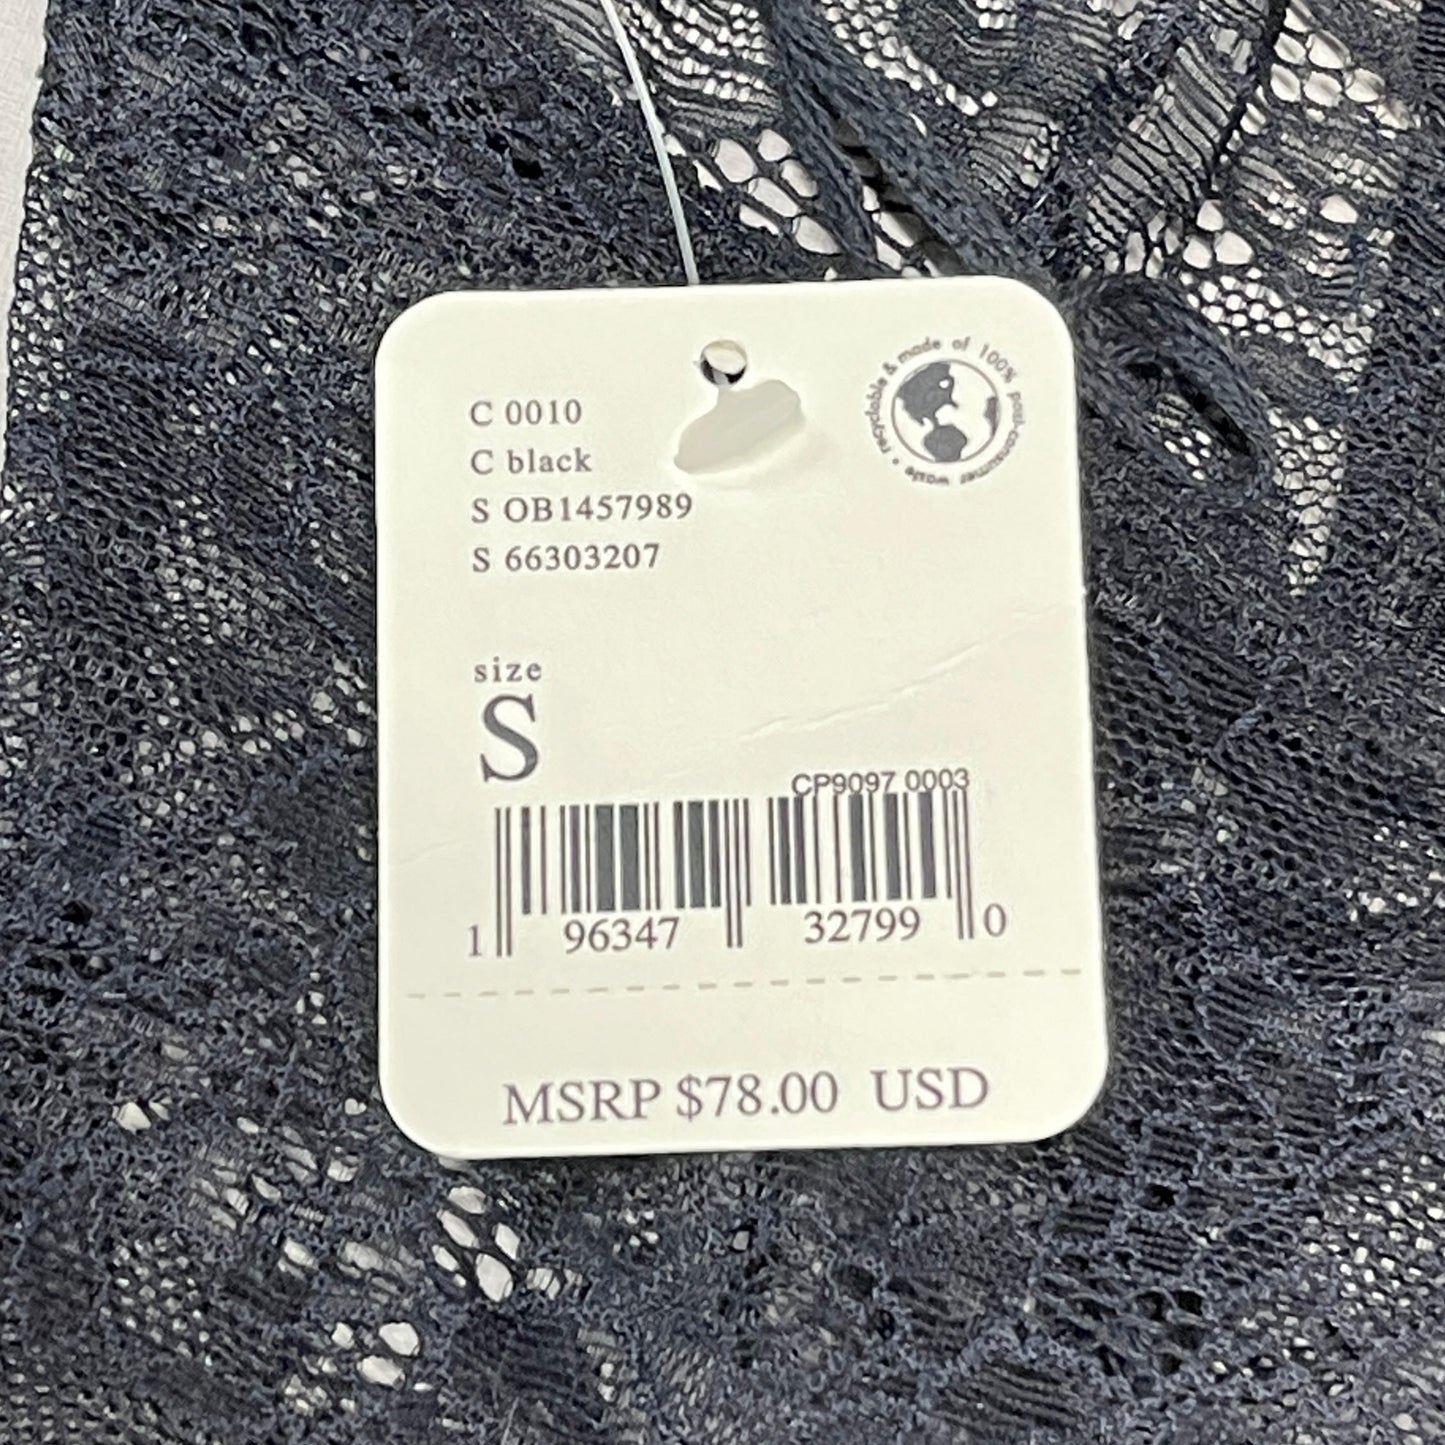 recyclable & made of 100% post-consumer waste •
C 0010
C black
S OB1457989
S 66303207
size
S
CP9097 0003
1 96347 32799 0
MSRP $78.00 USD